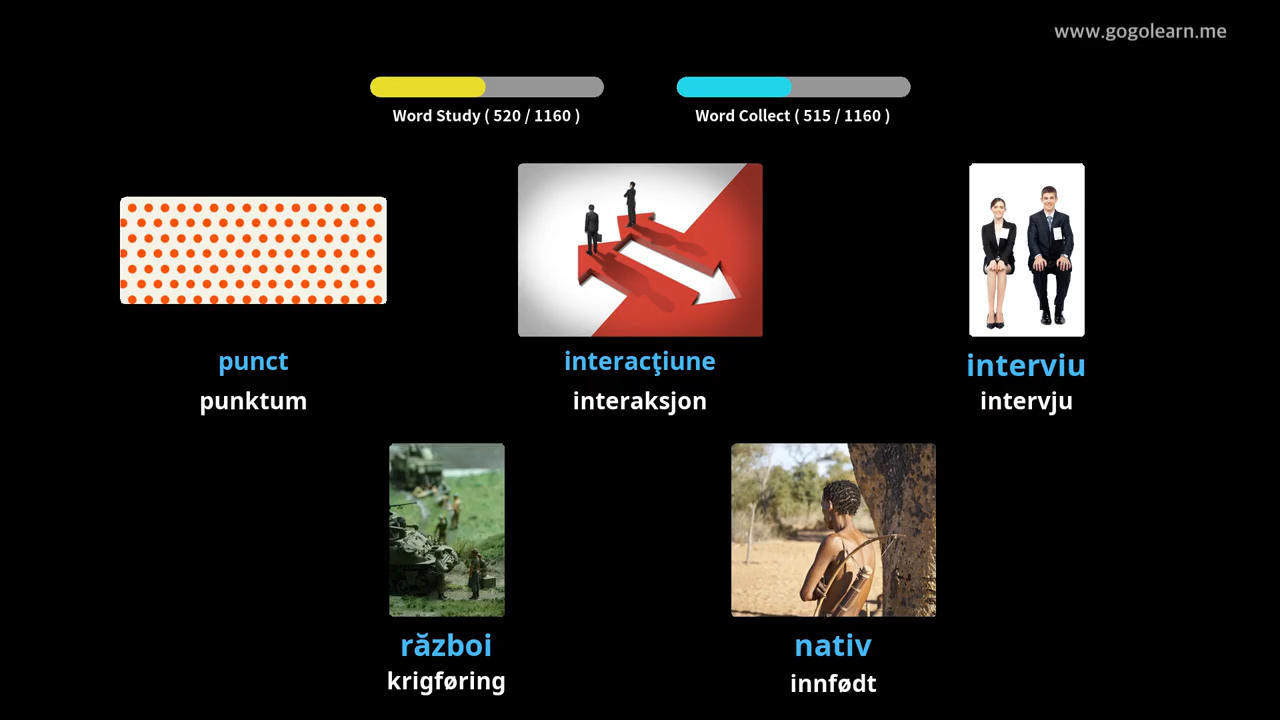 www.gogolearn.me
Word Study ( 520 / 1160 )
Word Collect ( 515 / 1160 )
punct
punktum
interacţiune
interaksjon
interviu
intervju
război
krigføring
nativ
innfødt